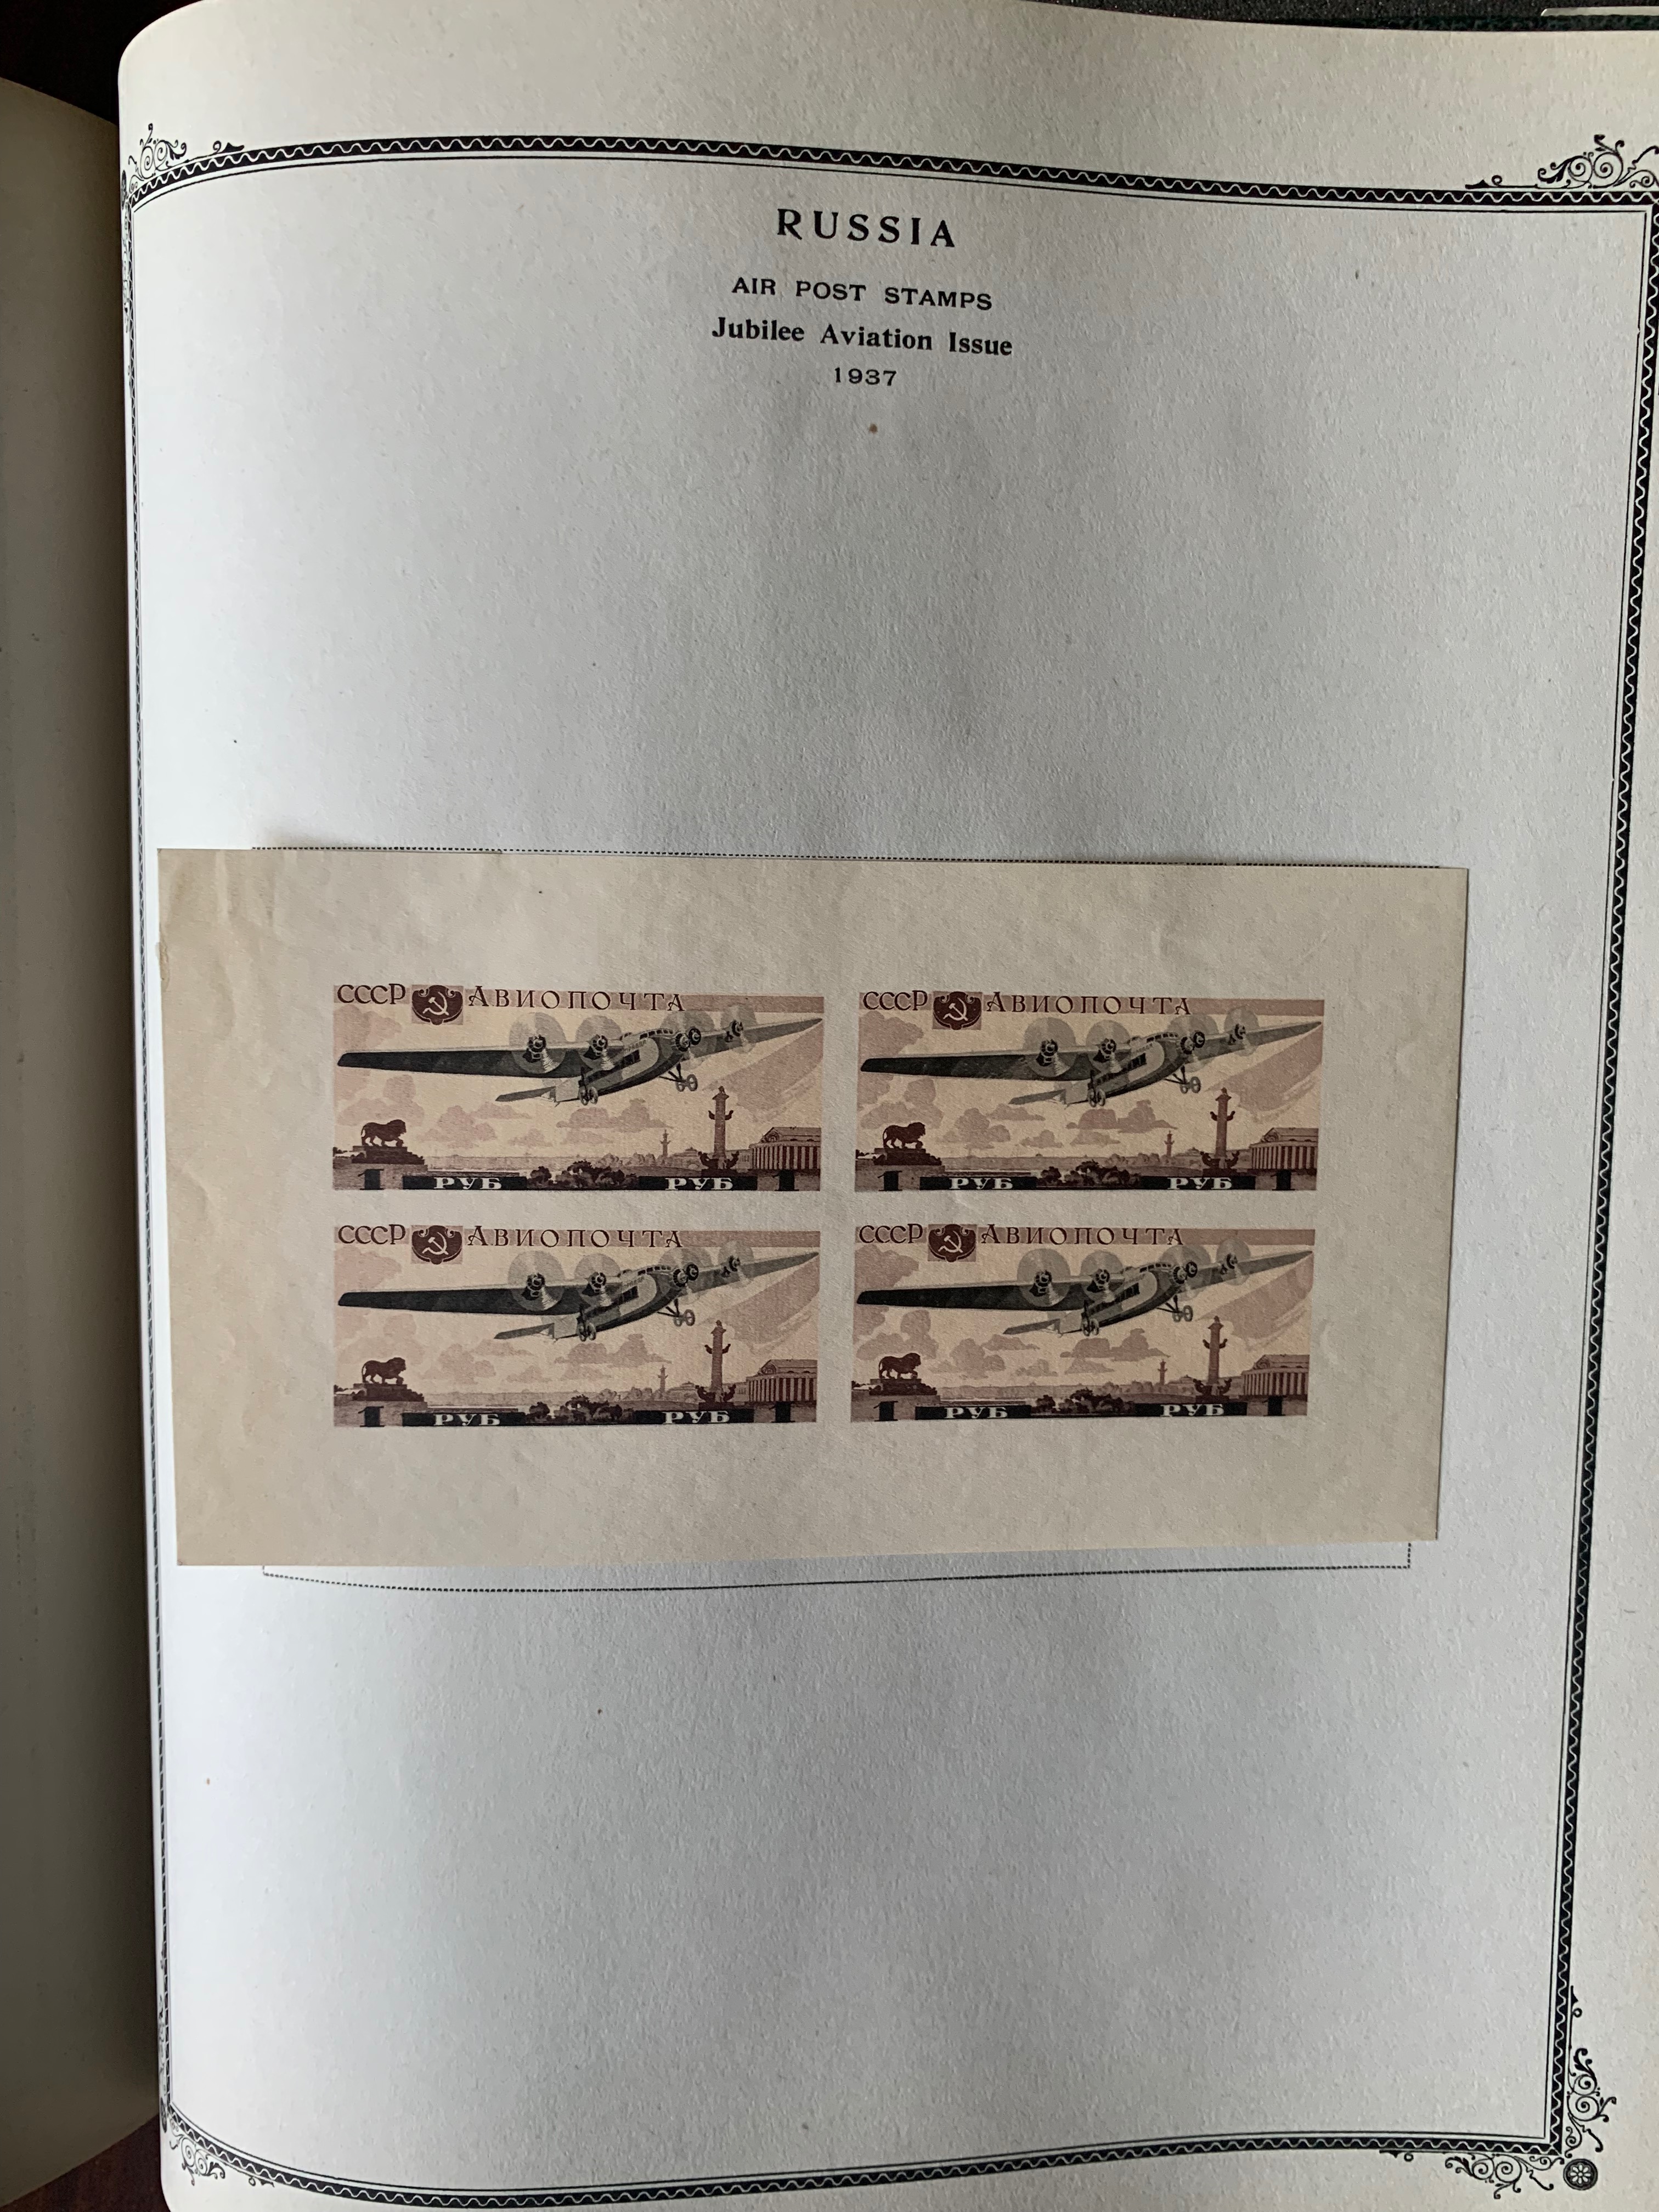 RUSSIA
AIR POST STAMPS
Jubilee Aviation Issue
1937
СССР АВИОПОЧТА
1 РУБ РУБ 1
СССР АВИОПОЧТА
1 РУБ РУБ 1
СССР АВИОПОЧТА
1 РУБ РУБ 1
СССР АВИОПОЧТА
1 РУБ РУБ 1